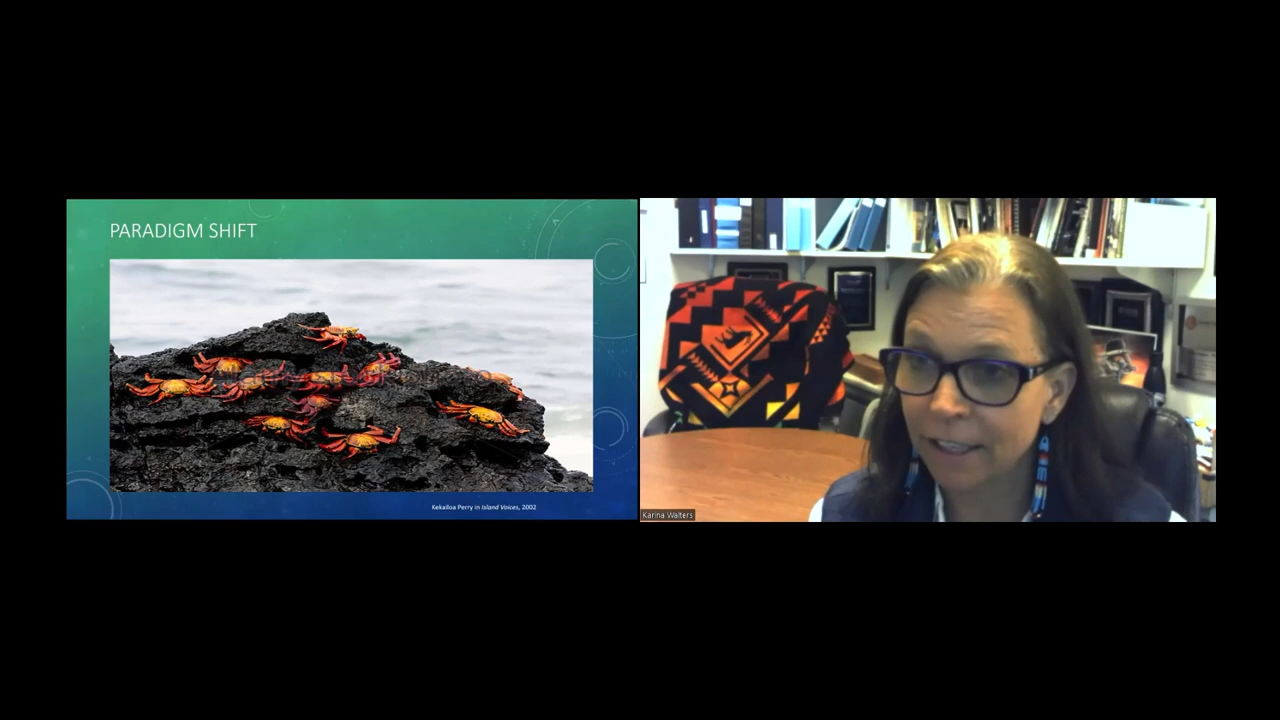 PARADIGM SHIFT
Kekailoa Perry in Island Voices, 2002
Karina Walters